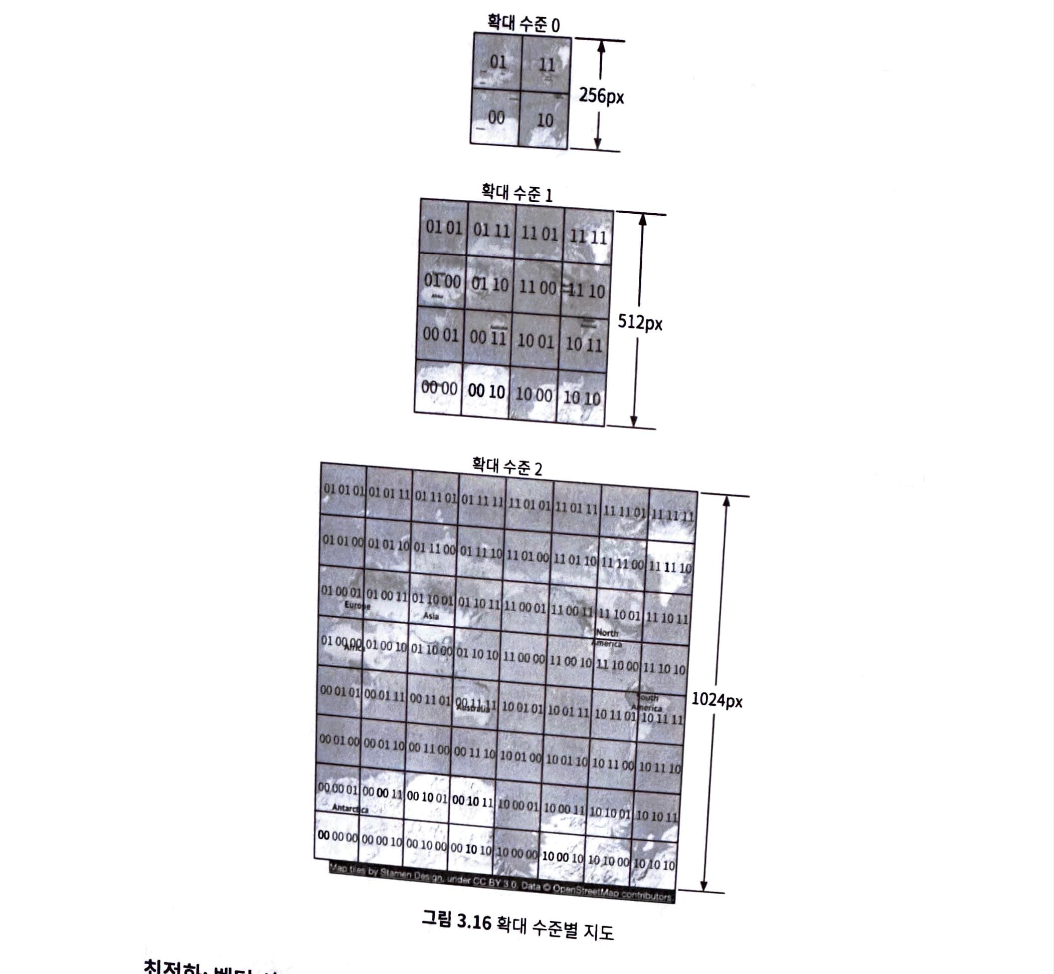 확대 수준 0
01 11
256px
00 10
확대 수준 1
01 01 01 11 11 01 11 11
01 00 01 10 11 00 11 10
512px
00 01 00 11 10 01 10 11
00 00 00 10 10 00 10 10
확대 수준 2
01 01 01 01 01 11 01 11 01 01 11 11 11 01 01 11 01 11 11 11 01 11 11 11
01 01 00 01 01 10 01 11 00 01 11 10 11 01 00 11 01 10 11 11 00 11 11 10
01 00 01 01 00 11 01 10 01 01 10 11 11 00 01 11 00 11 11 10 01 11 10 11
Europe
Asia
North
America
01 00 00 01 00 10 01 10 00 01 10 10 11 00 00 11 00 10 11 10 00 11 10 10
South
America
1024px
00 01 01 00 01 11 00 11 01 00 11 11 10 01 01 10 01 11 10 11 01 10 11 11
Australia
00 01 00 00 01 10 00 11 00 00 11 10 10 01 00 10 01 10 10 11 00 10 11 10
00 00 01 00 00 11 00 10 01 00 10 11 10 00 01 10 00 11 10 10 01 10 10 11
Antarctica
00 00 00 00 00 10 00 10 00 00 10 10 10 00 00 10 00 10 10 10 00 10 10 10
Map tiles by Stamen Design, under CC BY 3.0. Data © OpenStreetMap contributors.
그림 3.16 확대 수준별 지도
최적화: